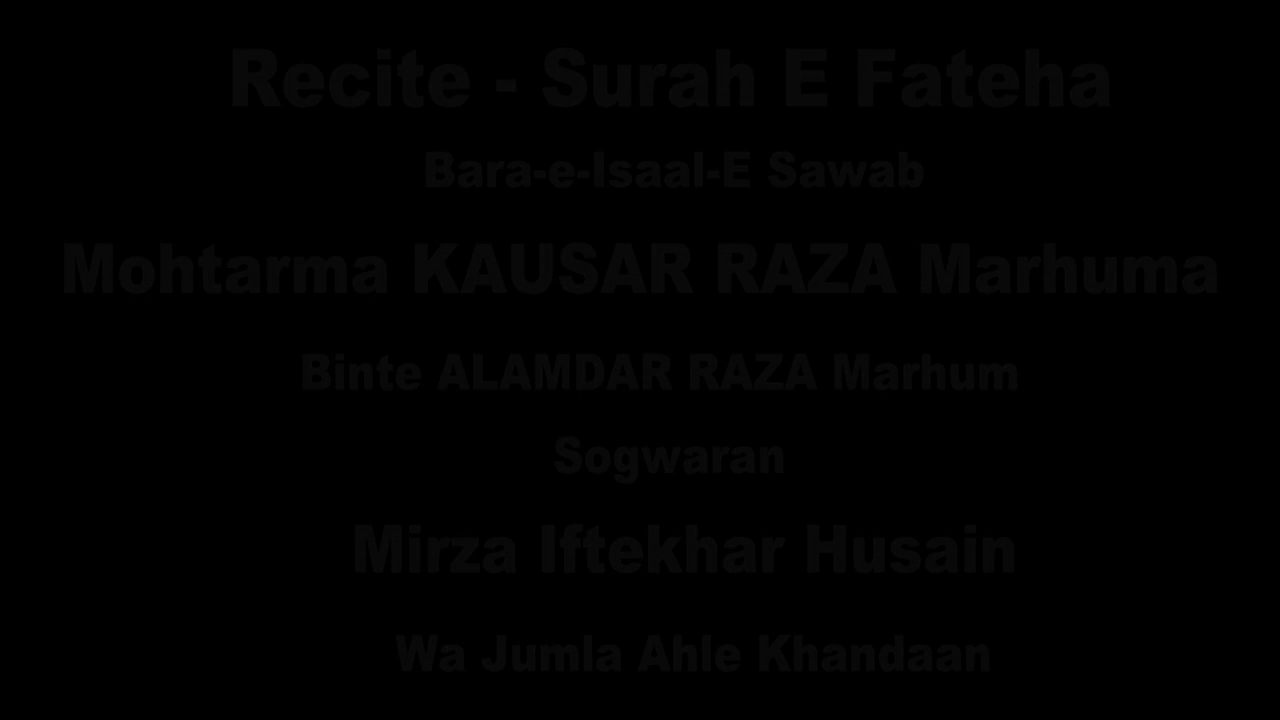 Recite - Surah E Fateha
Bara-e-Isaal-E Sawab
Mohtarma KAUSAR RAZA Marhuma
Binte ALAMDAR RAZA Marhum
Sogwaran
Mirza Iftekhar Husain
Wa Jumla Ahle Khandaan